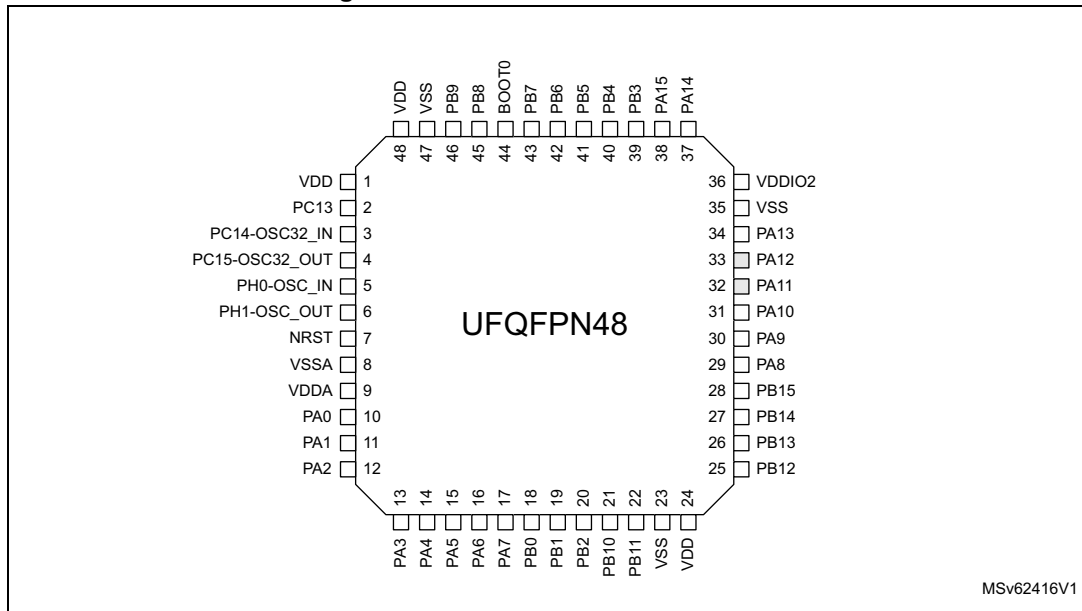 VDD
VSS
PB9
PB8
BOOT0
PB7
PB6
PB5
PB4
PB3
PA15
PA14
48
47
46
45
44
43
42
41
40
39
38
37
VDD 1
PC13 2
PC14-OSC32_IN 3
PC15-OSC32_OUT 4
PH0-OSC_IN 5
PH1-OSC_OUT 6
NRST 7
VSSA 8
VDDA 9
PA0 10
PA1 11
PA2 12
UFQFPN48
36 VDDIO2
35 VSS
34 PA13
33 PA12
32 PA11
31 PA10
30 PA9
29 PA8
28 PB15
27 PB14
26 PB13
25 PB12
13
14
15
16
17
18
19
20
21
22
23
24
PA3
PA4
PA5
PA6
PA7
PB0
PB1
PB2
PB10
PB11
VSS
VDD
MSv62416V1